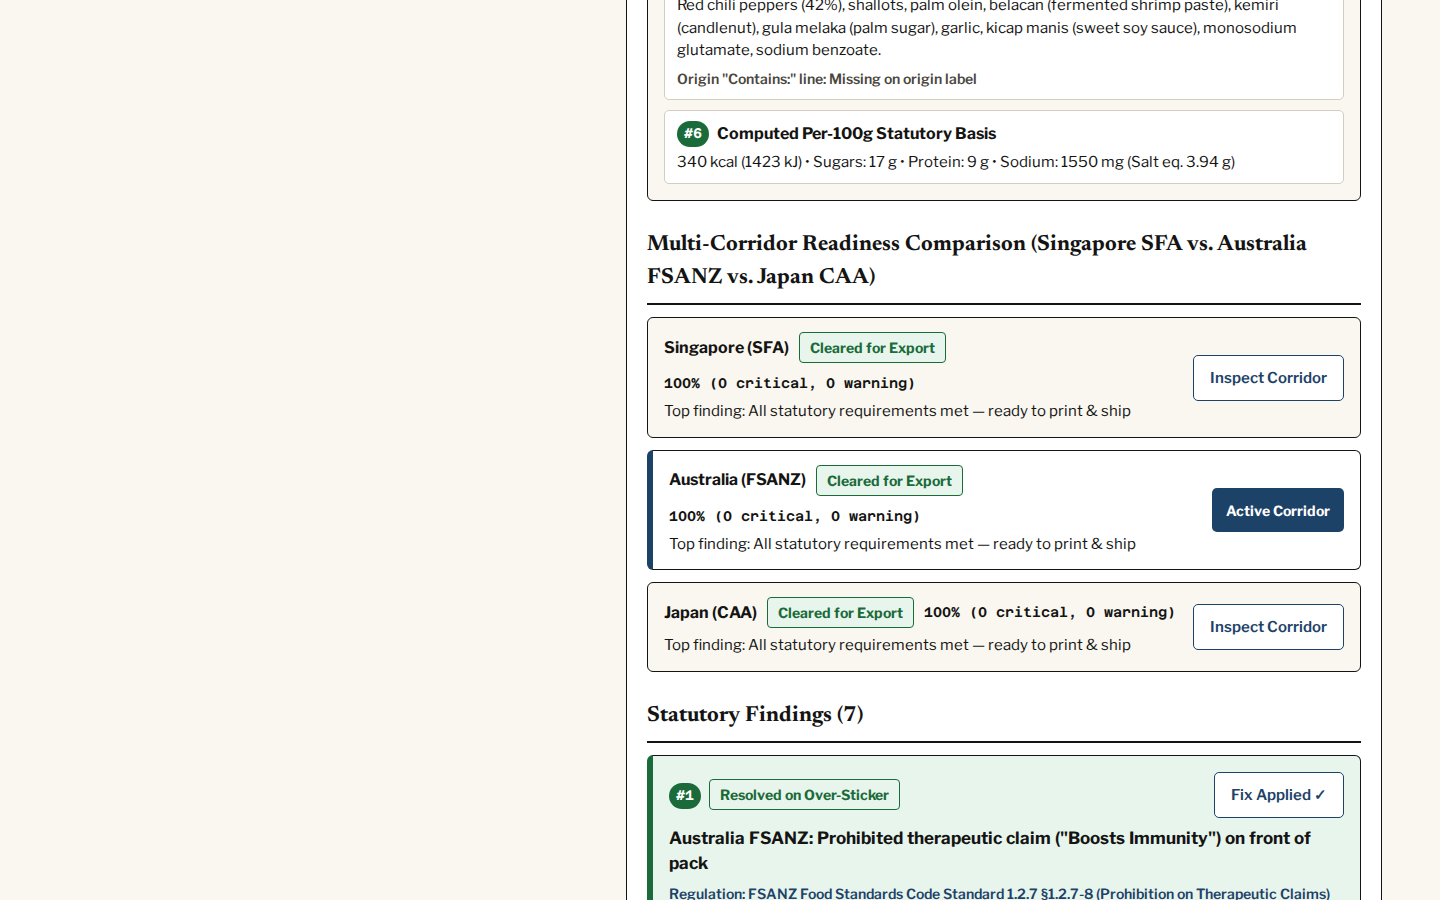 Red chili peppers (42%), shallots, palm olein, belacan (fermented shrimp paste), kemiri
(candlenut), gula melaka (palm sugar), garlic, kicap manis (sweet soy sauce), monosodium
glutamate, sodium benzoate.
Origin "Contains:" line: Missing on origin label
#6 Computed Per-100g Statutory Basis
340 kcal (1423 kJ) • Sugars: 17 g • Protein: 9 g • Sodium: 1550 mg (Salt eq. 3.94 g)
Multi-Corridor Readiness Comparison (Singapore SFA vs. Australia
FSANZ vs. Japan CAA)
Singapore (SFA) Cleared for Export
100% (0 critical, 0 warning)
Top finding: All statutory requirements met — ready to print & ship
Inspect Corridor
Australia (FSANZ) Cleared for Export
100% (0 critical, 0 warning)
Top finding: All statutory requirements met — ready to print & ship
Active Corridor
Japan (CAA) Cleared for Export 100% (0 critical, 0 warning)
Top finding: All statutory requirements met — ready to print & ship
Inspect Corridor
Statutory Findings (7)
#1 Resolved on Over-Sticker
Fix Applied ✓
Australia FSANZ: Prohibited therapeutic claim ("Boosts Immunity") on front of
pack
Regulation: FSANZ Food Standards Code Standard 1.2.7 §1.2.7-8 (Prohibition on Therapeutic Claims)